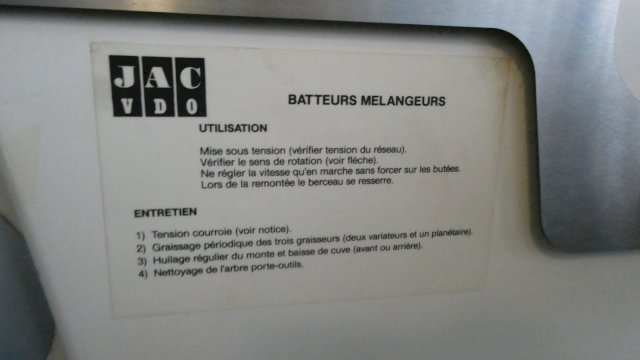 JAC
VDO
BATTEURS MELANGEURS
UTILISATION
Mise sous tension (vérifier tension du réseau).
Vérifier le sens de rotation (voir flèche).
Ne régler la vitesse qu'en marche sans forcer sur les butées.
Lors de la remontée le berceau se resserre.
ENTRETIEN
1) Tension courroie (voir notice).
2) Graissage périodique des trois graisseurs (deux variateurs et un planétaire).
3) Huilage régulier du monte et baisse de cuve (avant ou arrière).
4) Nettoyage de l'arbre porte-outils.